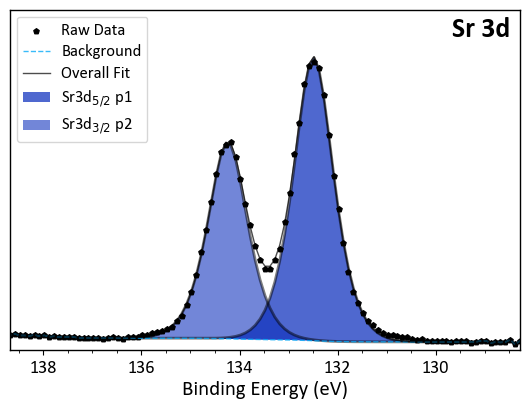 Sr 3d
Raw Data
Background
Overall Fit
Sr3d5/2 p1
Sr3d3/2 p2
138 136 134 132 130
Binding Energy (eV)